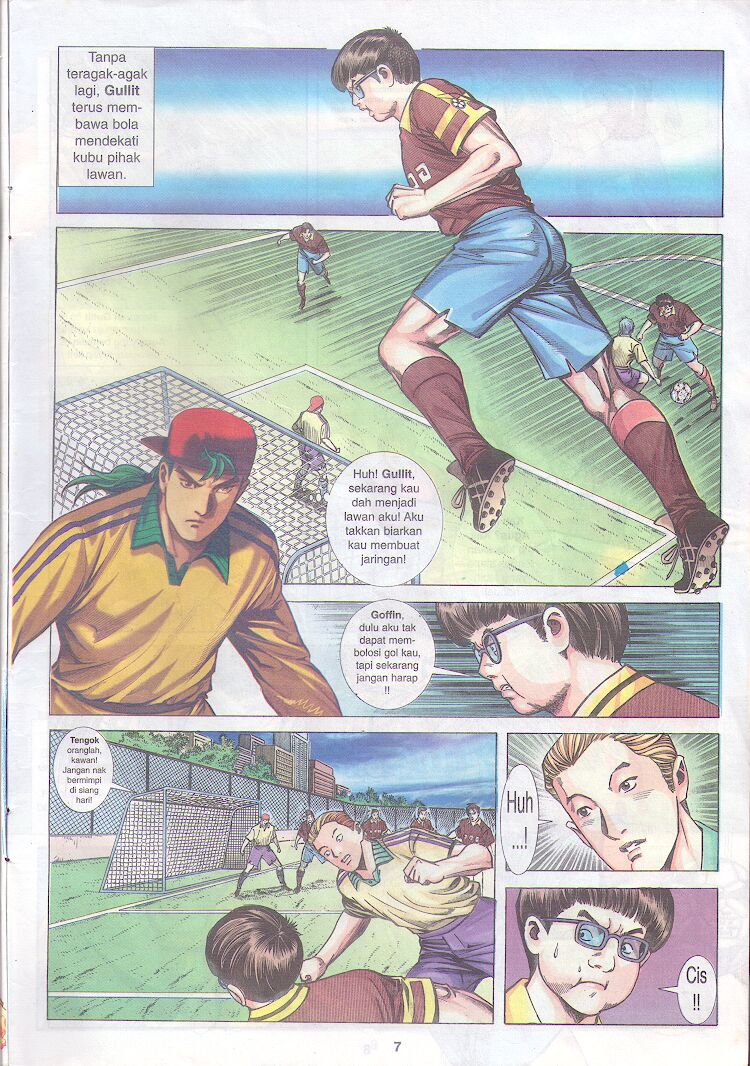 Tanpa
teragak-agak
lagi, Gullit
terus mem-
bawa bola
mendekati
kubu pihak
lawan.
Huh! Gullit,
sekarang kau
dah menjadi
lawan aku! Aku
takkan biarkan
kau membuat
jaringan!
Goffin,
dulu aku tak
dapat mem-
bolosi gol kau,
tapi sekarang
jangan harap
!!
Tengok
oranglah,
kawan!
Jangan nak
bermimpi
di siang
hari!
Huh
...!
Cis
!!
7